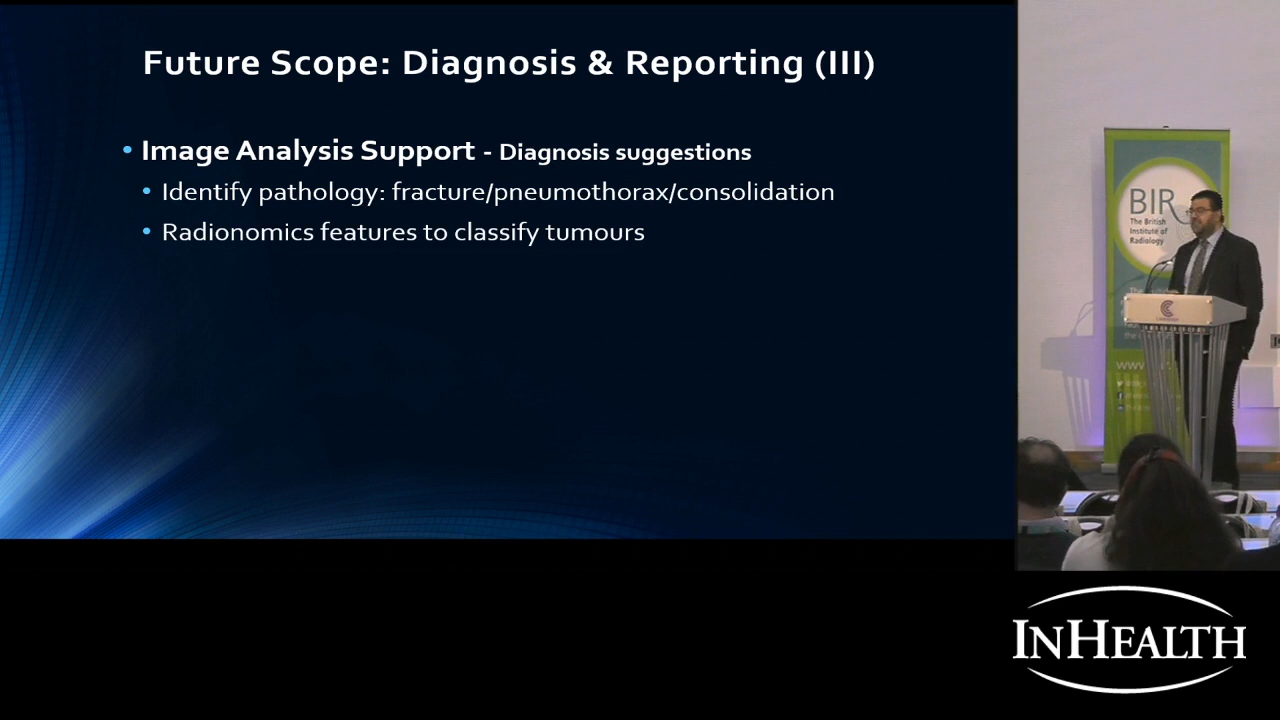 Future Scope: Diagnosis & Reporting (III)
• Image Analysis Support - Diagnosis suggestions
• Identify pathology: fracture/pneumothorax/consolidation
• Radionomics features to classify tumours
BIR
The British
Institute of
Radiology
INHEALTH